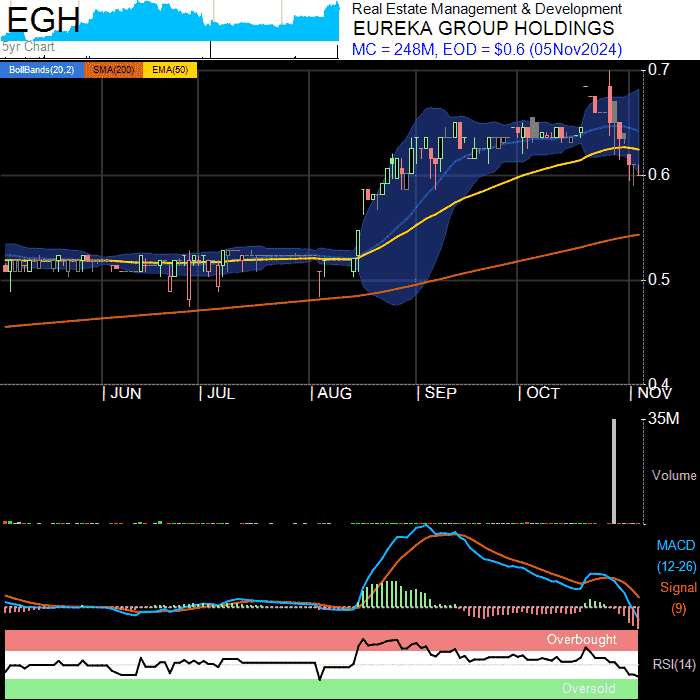 EGH
5yr Chart
Real Estate Management & Development
EUREKA GROUP HOLDINGS
MC = 248M, EOD = $0.6 (05Nov2024)
BollBands(20,2) SMA(200) EMA(50)
0.7
0.6
0.5
0.4
JUN JUL AUG SEP OCT NOV
35M
Volume
MACD
(12-26)
Signal
(9)
Overbought
RSI(14)
Oversold